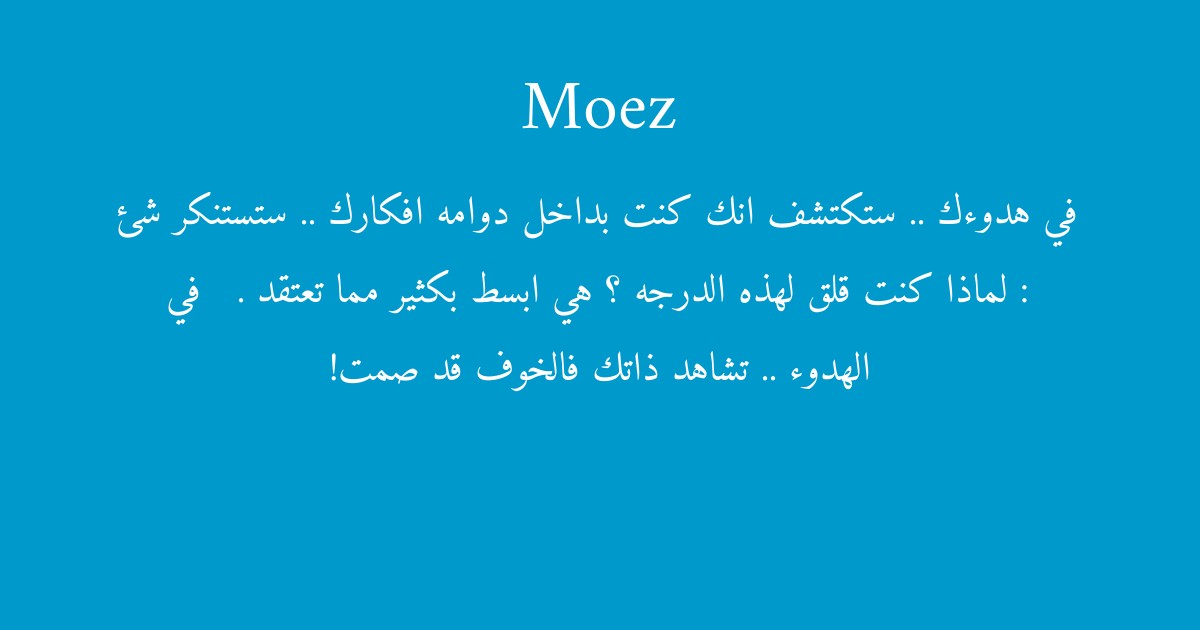 Moez
في هدوءك .. ستكتشف انك كنت بداخل دوامه افكارك .. ستستنكر شئ
: لماذا كنت قلق لهذه الدرجه ؟ هي ابسط بكثير مما تعتقد . في
الهدوء .. تشاهد ذاتك فالخوف قد صمت!